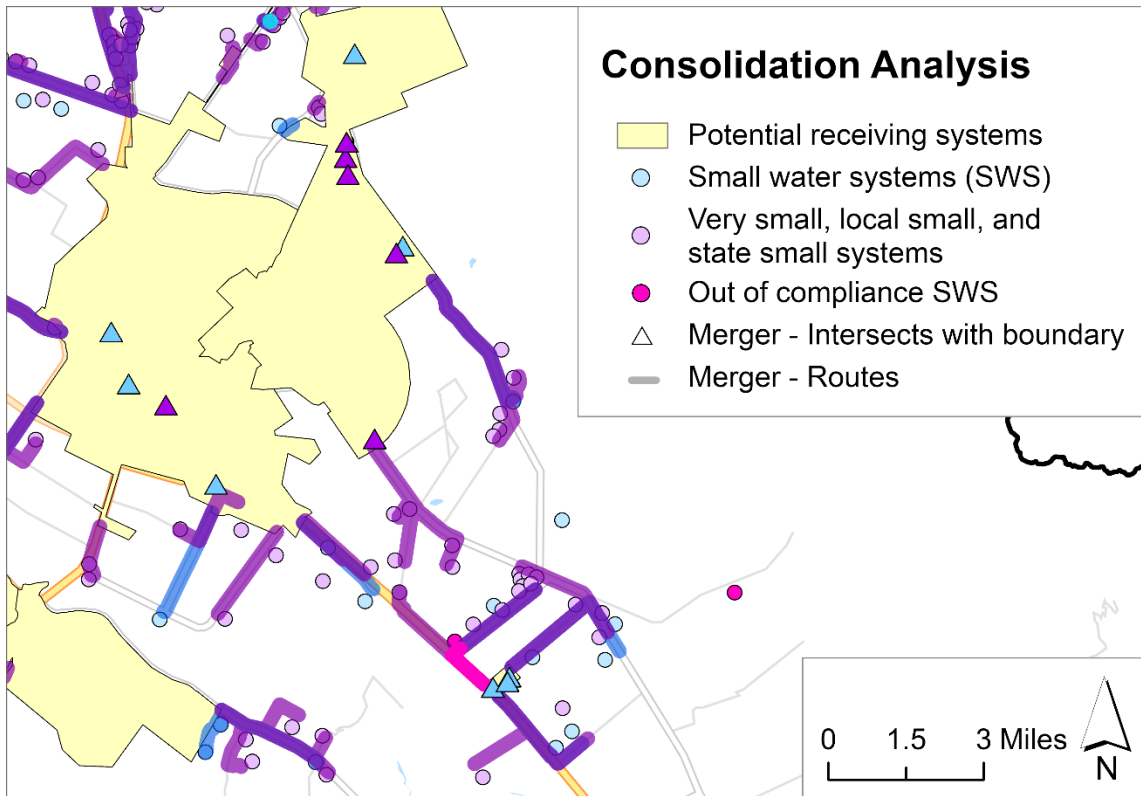 Consolidation Analysis
Potential receiving systems
Small water systems (SWS)
Very small, local small, and
state small systems
Out of compliance SWS
Merger - Intersects with boundary
Merger - Routes
0 1.5 3 Miles
N